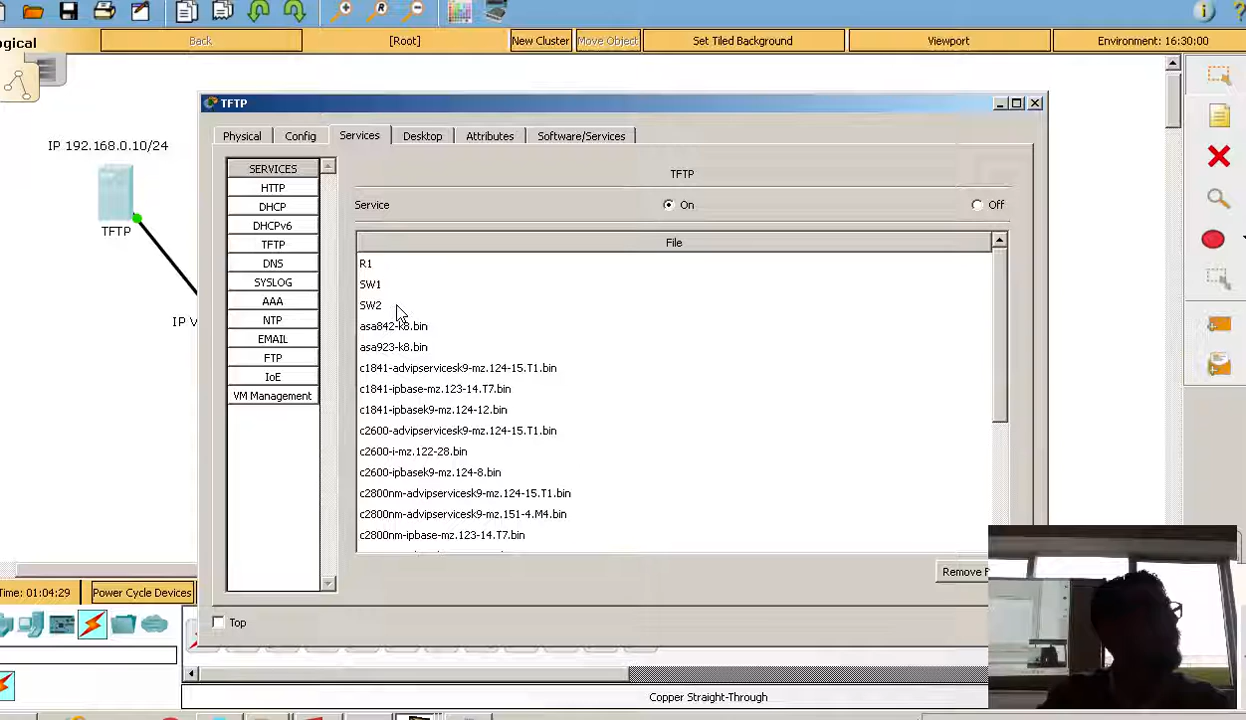 ogical
Back
[Root]
New Cluster
Move Object
Set Tiled Background
Viewport
Environment: 16:30:00
TFTP
Physical
Config
Services
Desktop
Attributes
Software/Services
IP 192.168.0.10/24
TFTP
IP V
SERVICES
HTTP
DHCP
DHCPv6
TFTP
DNS
SYSLOG
AAA
NTP
EMAIL
FTP
IoE
VM Management
TFTP
Service
On
Off
File
R1
SW1
SW2
asa842-k8.bin
asa923-k8.bin
c1841-advipservicesk9-mz.124-15.T1.bin
c1841-ipbase-mz.123-14.T7.bin
c1841-ipbasek9-mz.124-12.bin
c2600-advipservicesk9-mz.124-15.T1.bin
c2600-i-mz.122-28.bin
c2600-ipbasek9-mz.124-8.bin
c2800nm-advipservicesk9-mz.124-15.T1.bin
c2800nm-advipservicesk9-mz.151-4.M4.bin
c2800nm-ipbase-mz.123-14.T7.bin
Remove F
Top
Time: 01:04:29
Power Cycle Devices
Copper Straight-Through